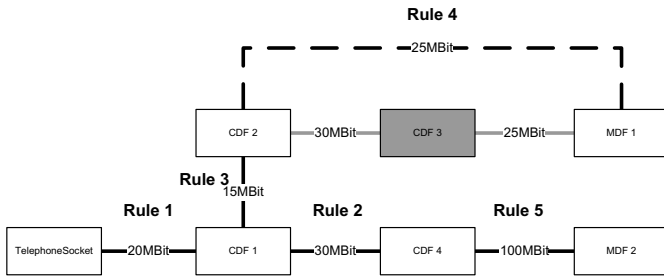 Rule 4
25MBit
CDF 2
30MBit
CDF 3
25MBit
MDF 1
Rule 3
15MBit
Rule 1
Rule 2
Rule 5
TelephoneSocket
20MBit
CDF 1
30MBit
CDF 4
100MBit
MDF 2